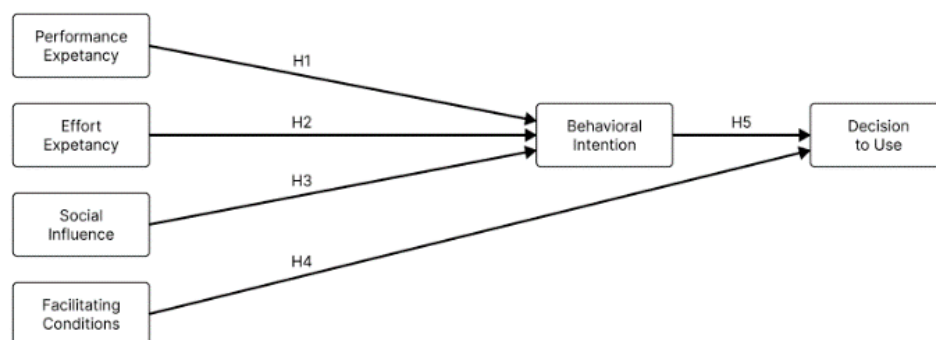 Performance
Expetancy
H1
Effort
Expetancy
H2
Behavioral
Intention
H5
Decision
to Use
Social
Influence
H3
H4
Facilitating
Conditions